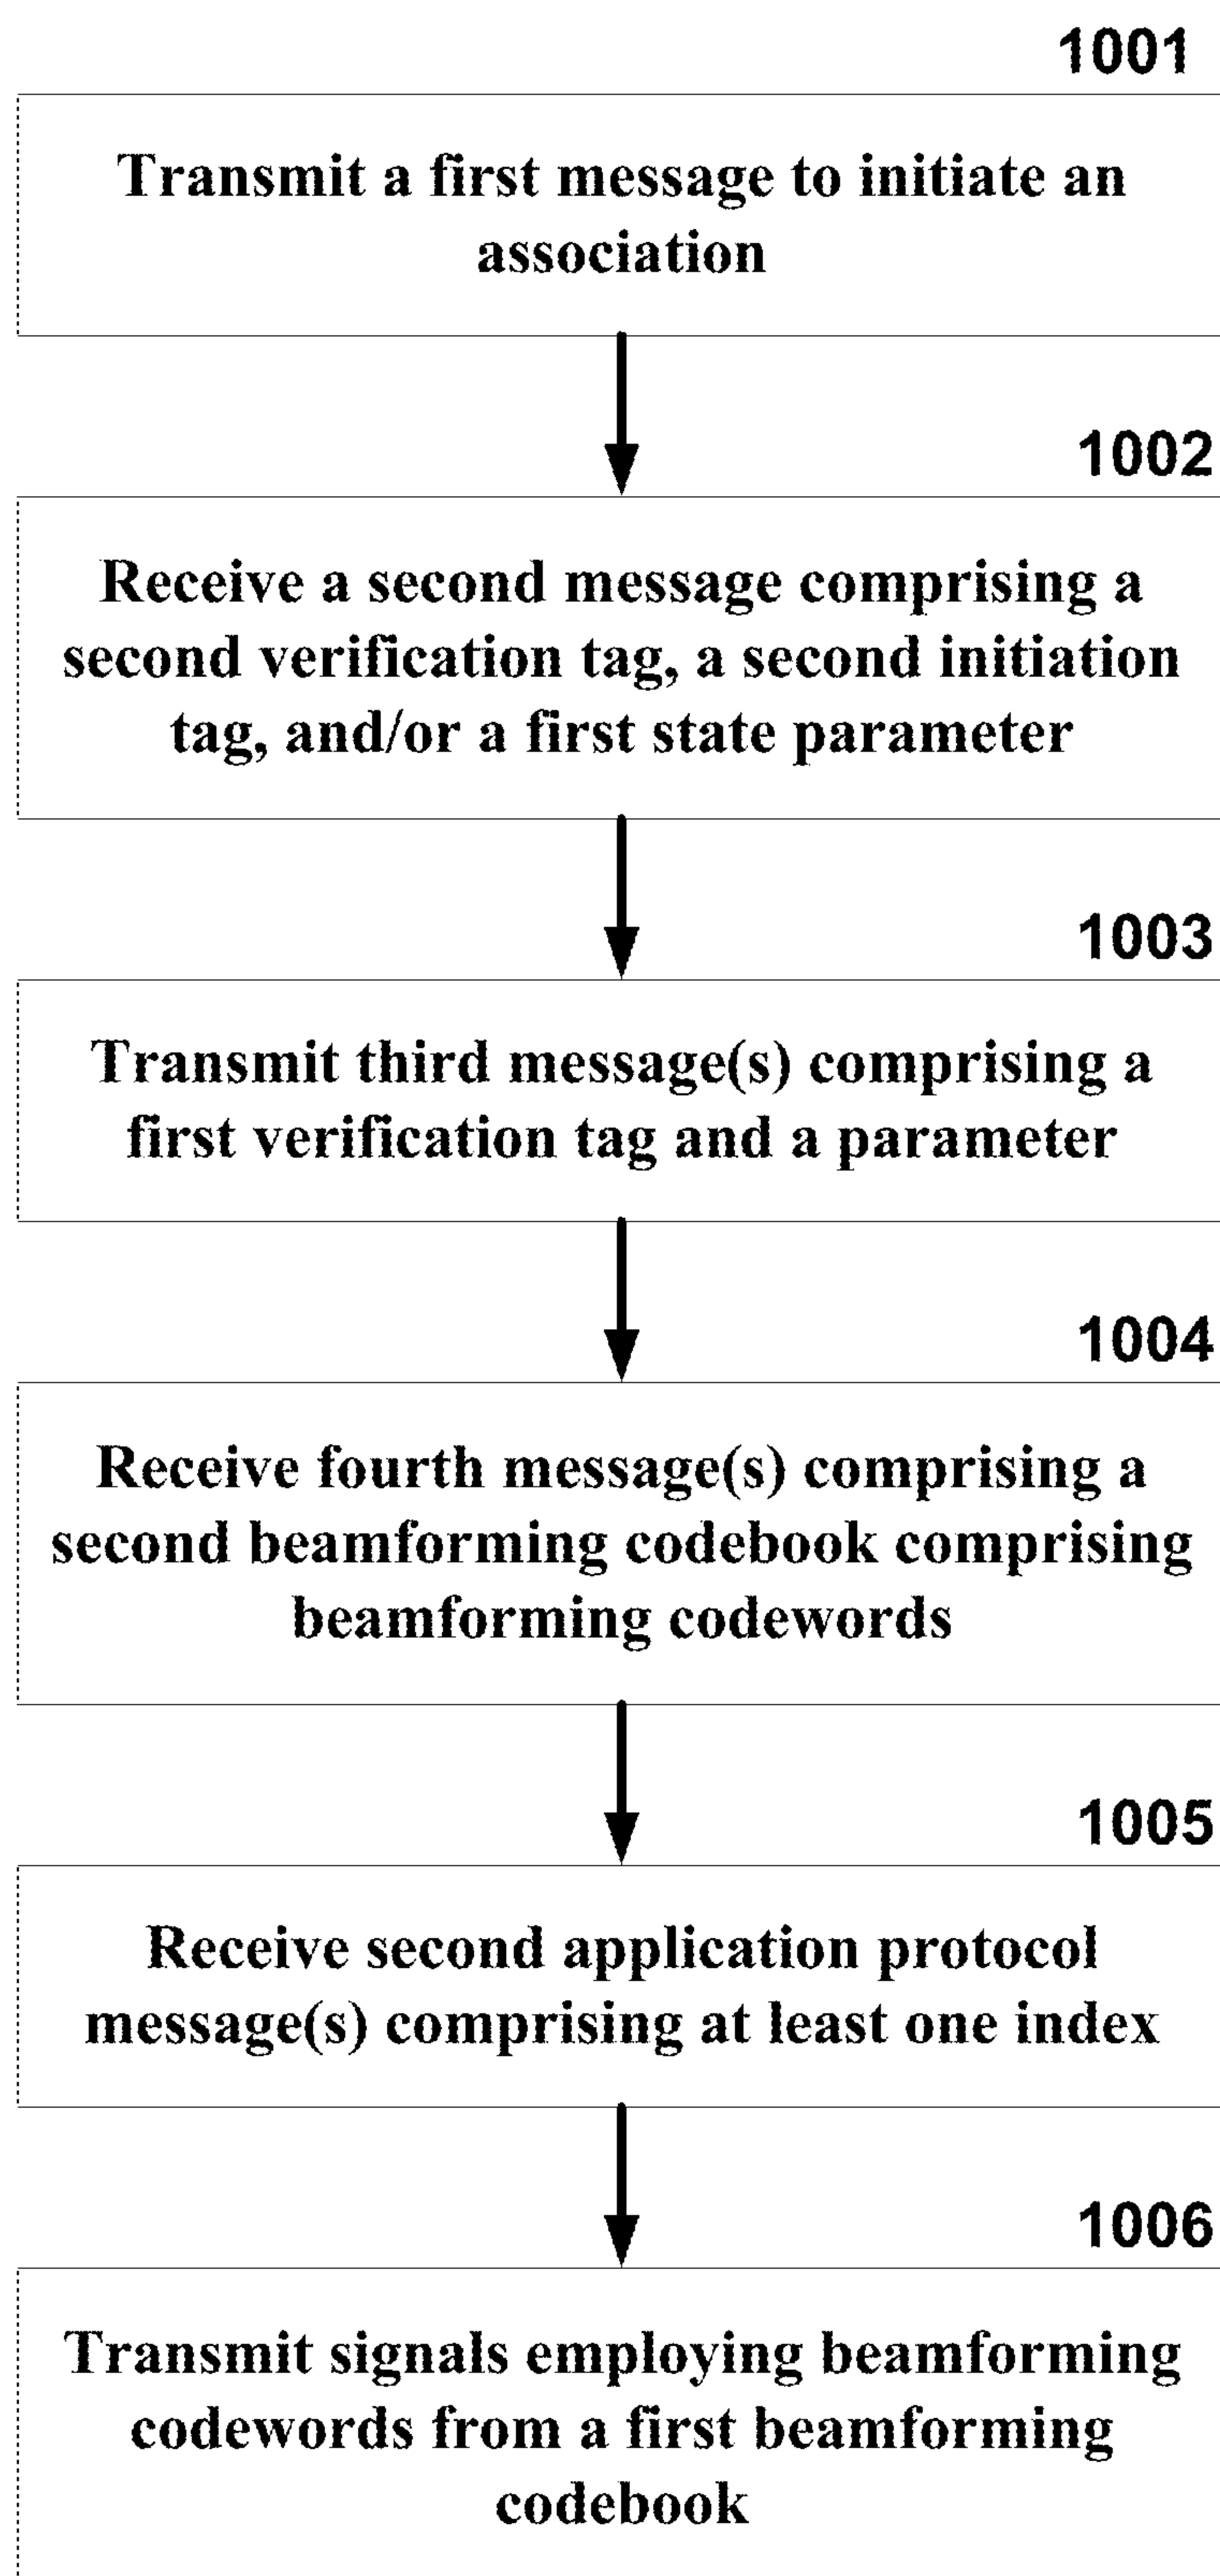 1001
Transmit a first message to initiate an
association
1002
Receive a second message comprising a
second verification tag, a second initiation
tag, and/or a first state parameter
1003
Transmit third message(s) comprising a
first verification tag and a parameter
1004
Receive fourth message(s) comprising a
second beamforming codebook comprising
beamforming codewords
1005
Receive second application protocol
message(s) comprising at least one index
1006
Transmit signals employing beamforming
codewords from a first beamforming
codebook